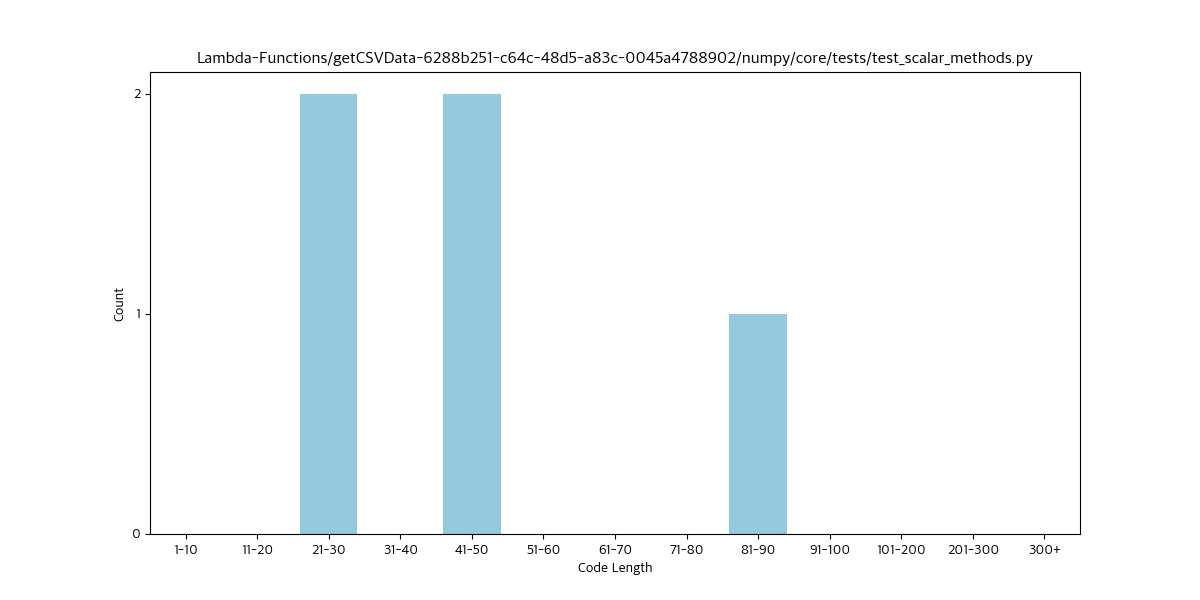 Lambda-Functions/getCSVData-6288b251-c64c-48d5-a83c-0045a4788902/numpy/core/tests/test_scalar_methods.py
2
1
0
Count
1-10 11-20 21-30 31-40 41-50 51-60 61-70 71-80 81-90 91-100 101-200 201-300 300+
Code Length